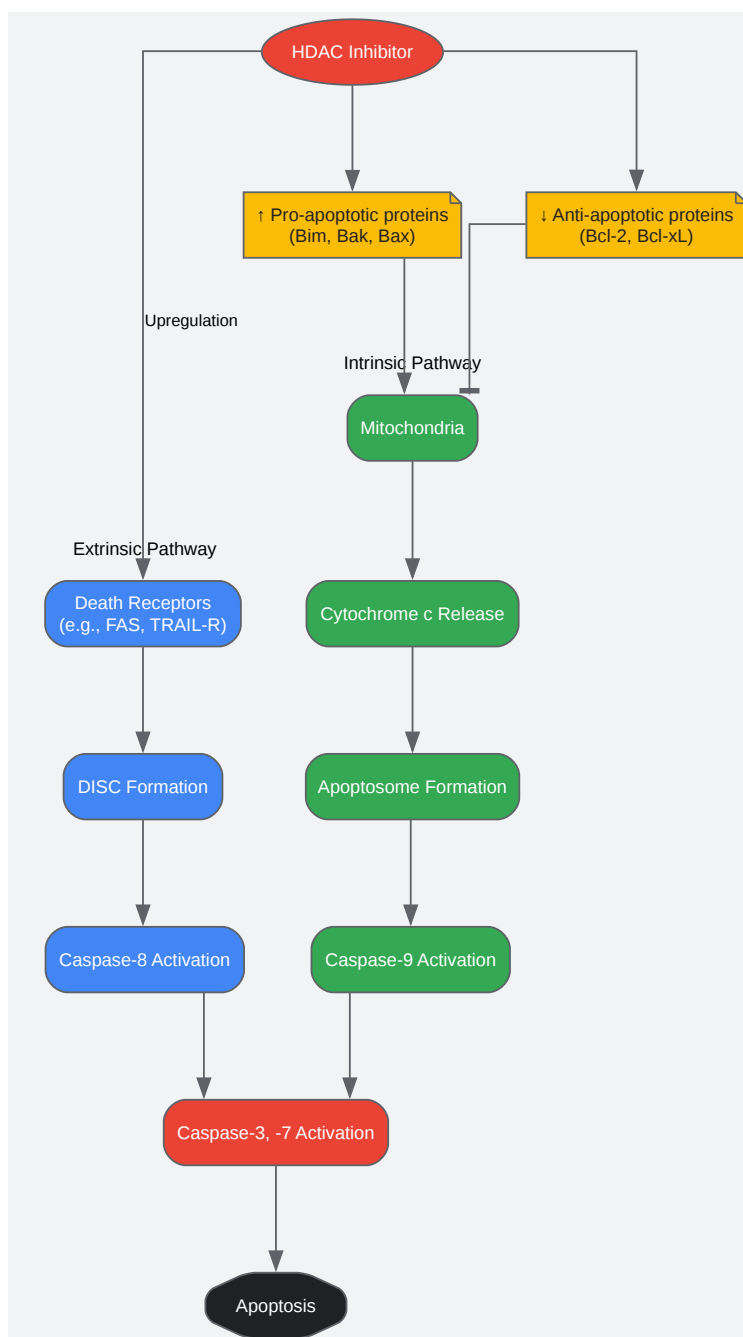 HDAC Inhibitor
↑ Pro-apoptotic proteins
(Bim, Bak, Bax)
↓ Anti-apoptotic proteins
(Bcl-2, Bcl-xL)
Upregulation
Intrinsic Pathway
Mitochondria
Extrinsic Pathway
Death Receptors
(e.g., FAS, TRAIL-R)
Cytochrome c Release
DISC Formation
Apoptosome Formation
Caspase-8 Activation
Caspase-9 Activation
Caspase-3, -7 Activation
Apoptosis